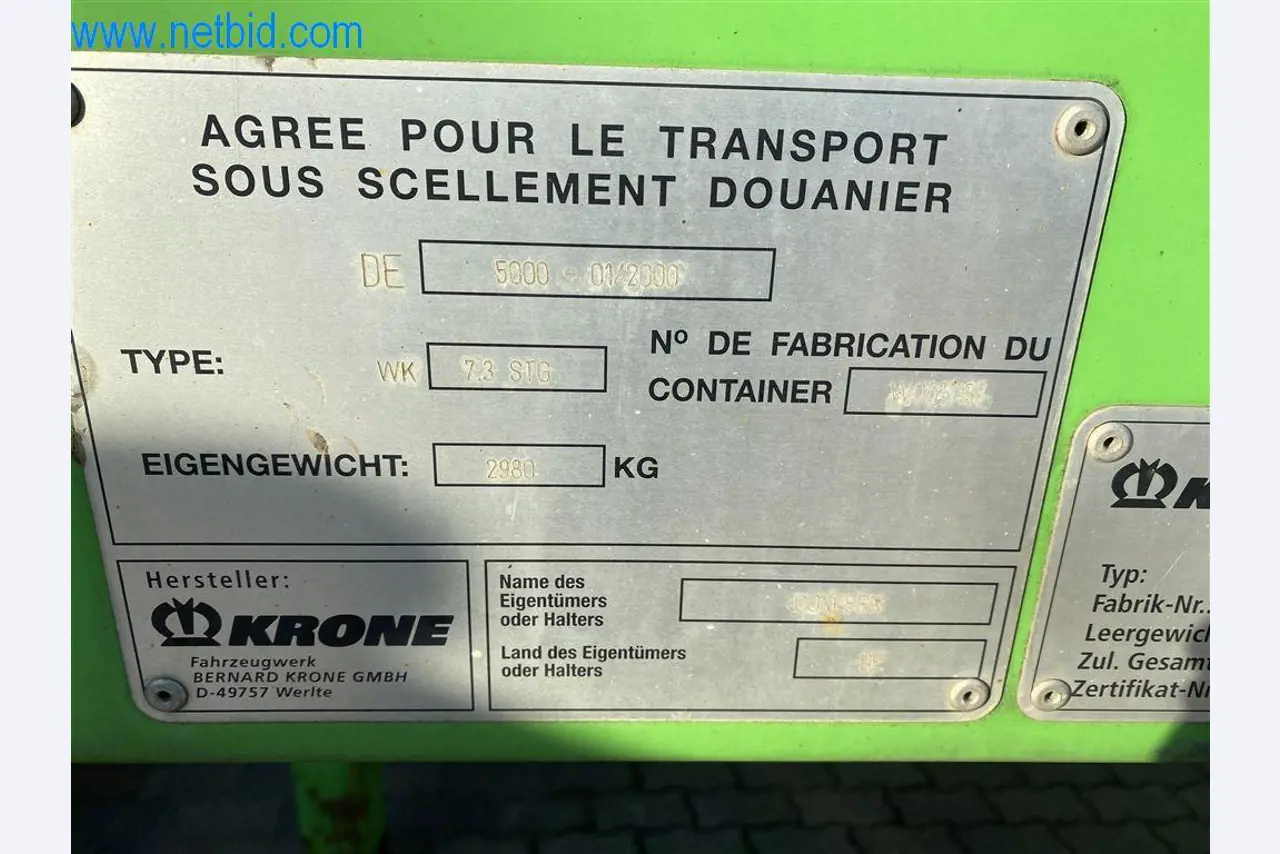 www.netbid.com
AGREE POUR LE TRANSPORT
SOUS SCELLEMENT DOUANIER
DE 5000 - 01/2000
TYPE: WK 7.3 STG
Nº DE FABRICATION DU
CONTAINER
EIGENGEWICHT: 2980 KG
Hersteller:
KRONE
Fahrzeugwerk
BERNARD KRONE GMBH
D-49757 Werlte
Name des
Eigentümers
oder Halters
Land des Eigentümers
oder Halters
DE
Typ:
Fabrik-Nr.:
Leergewic
Zul. Gesamt
Zertifikat-Nr